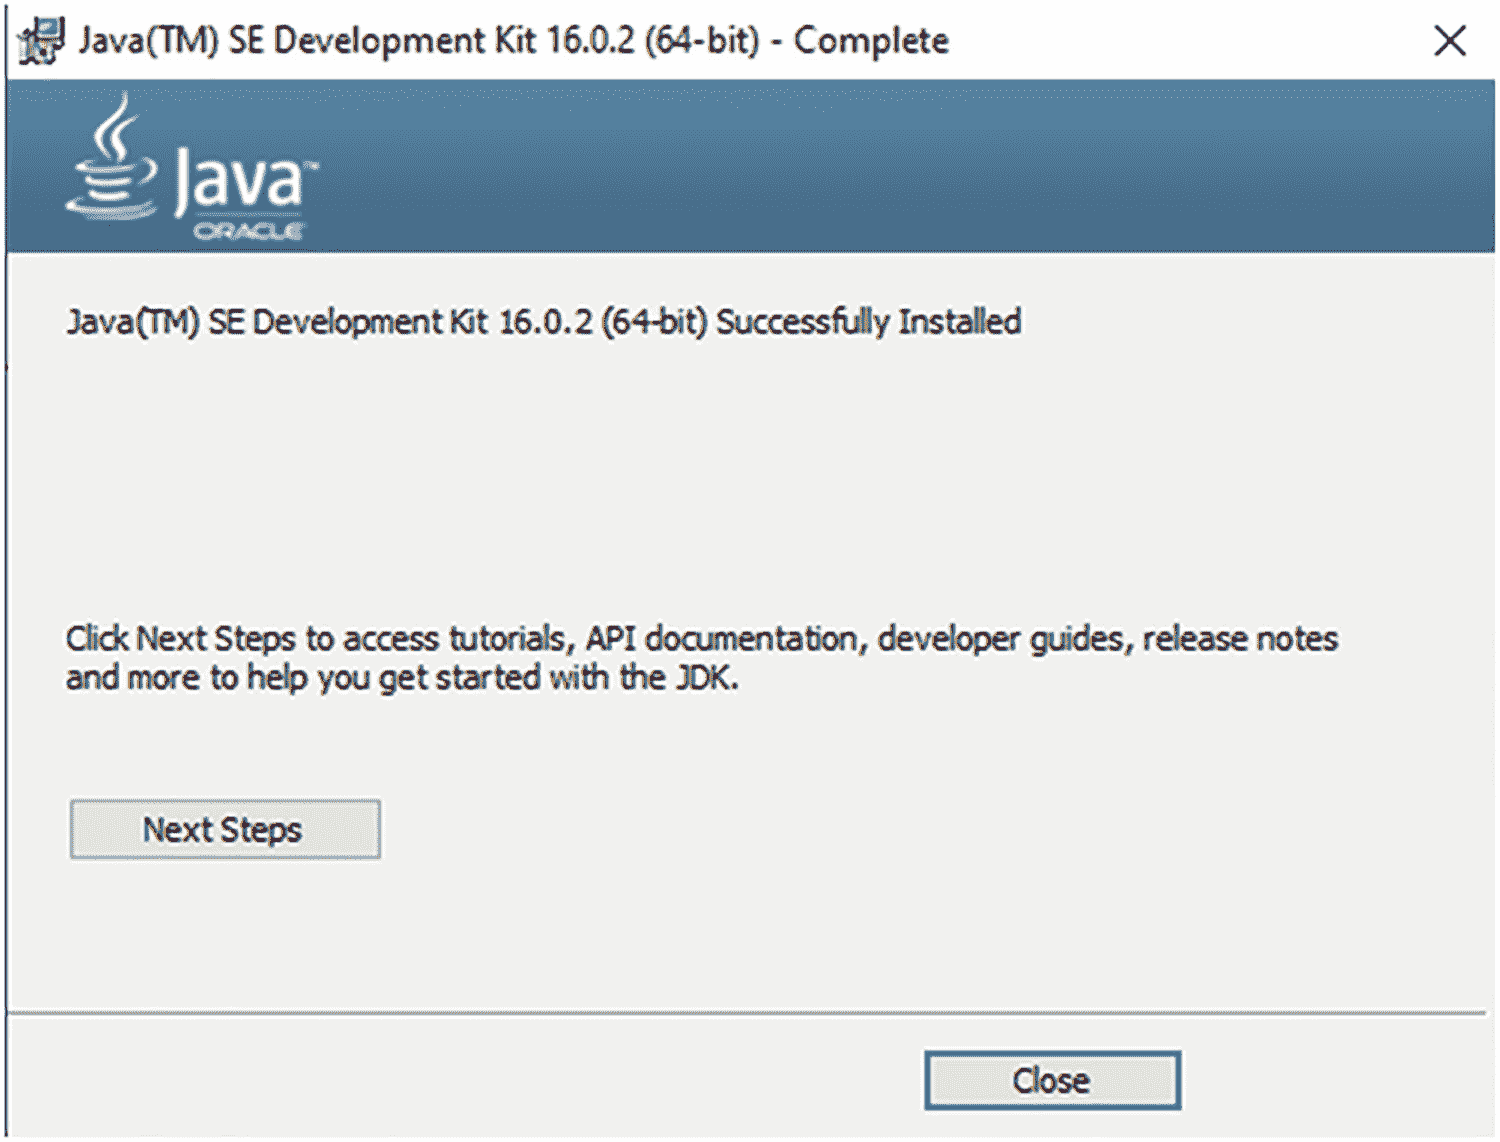 Java(TM) SE Development Kit 16.0.2 (64-bit) - Complete
Java™
ORACLE
Java(TM) SE Development Kit 16.0.2 (64-bit) Successfully Installed
Click Next Steps to access tutorials, API documentation, developer guides, release notes
and more to help you get started with the JDK.
Next Steps
Close